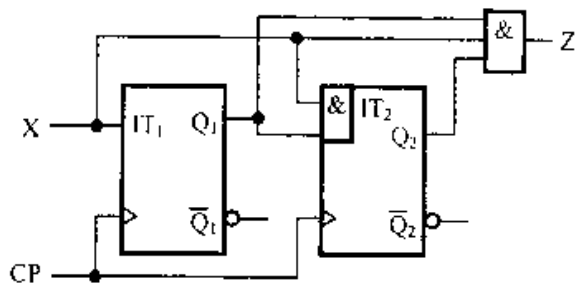 &
Z
X
1T₁
Q₁
&
1T₂
Q₂
Q̅₁
Q̅₂
CP